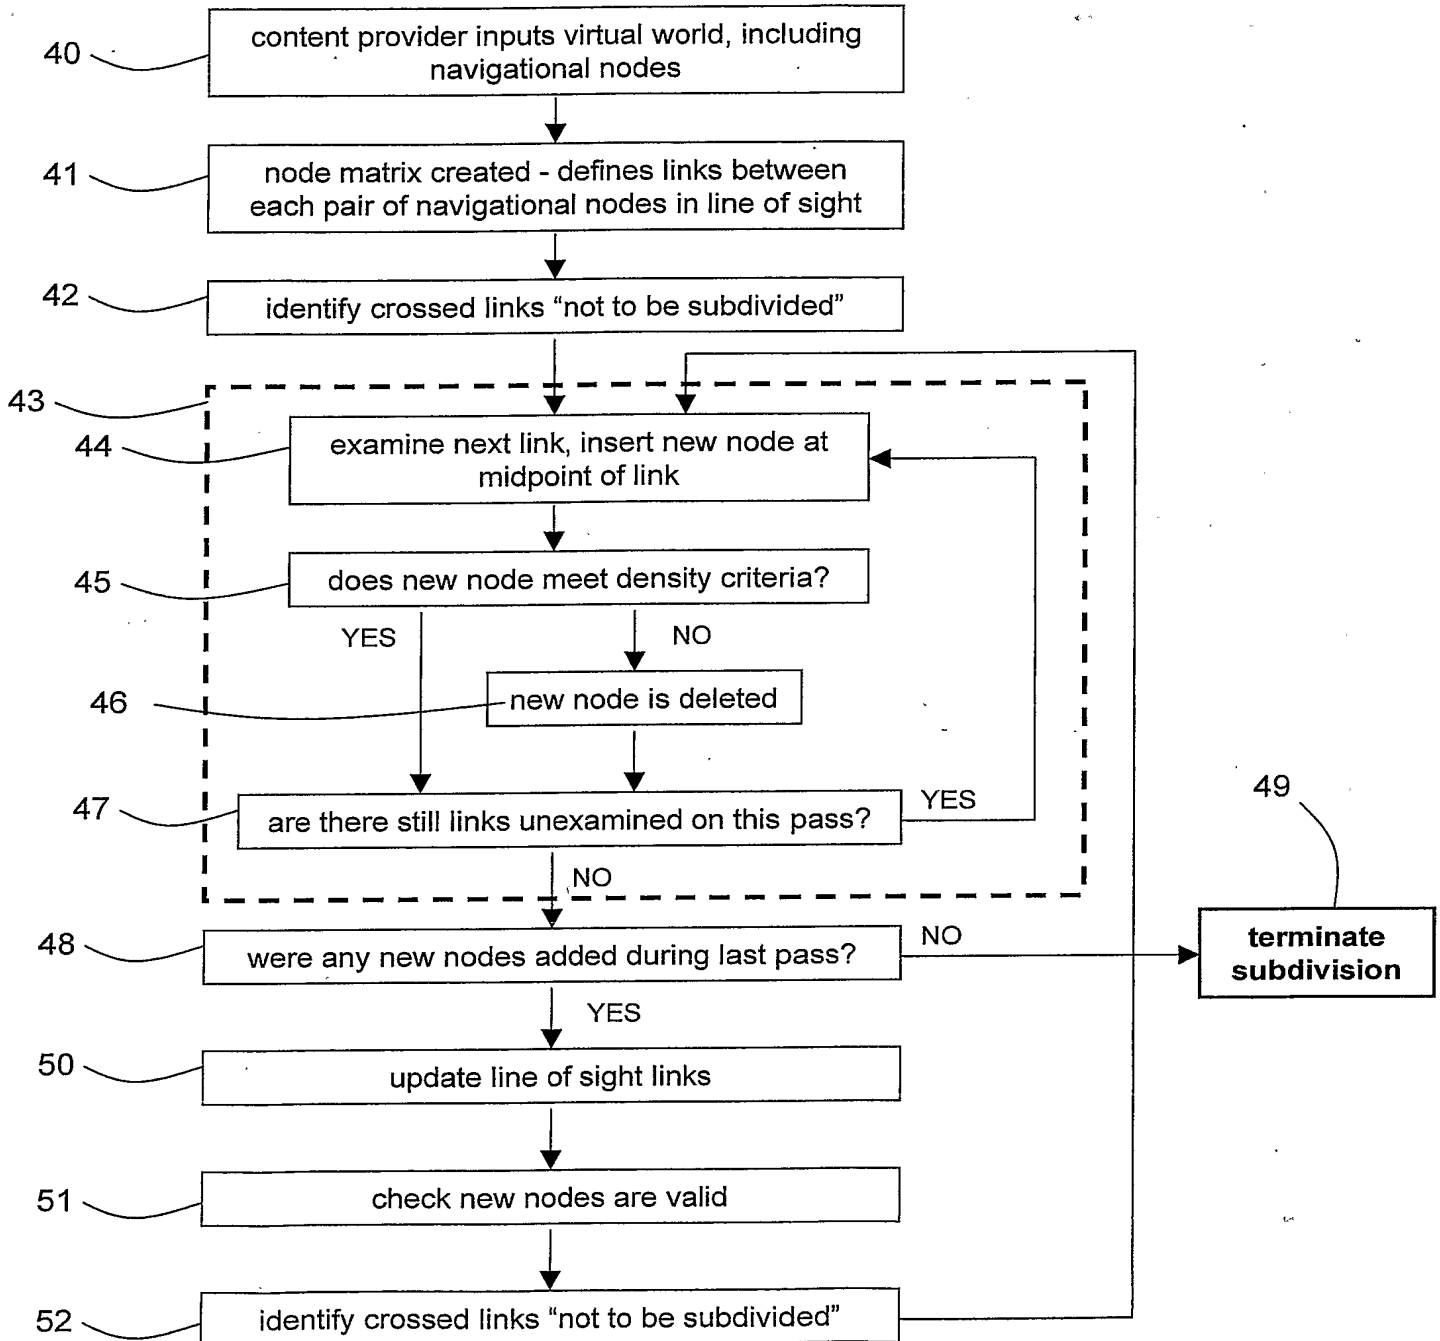 40
content provider inputs virtual world, including
navigational nodes
41
node matrix created - defines links between
each pair of navigational nodes in line of sight
42
identify crossed links “not to be subdivided”
43
44
examine next link, insert new node at
midpoint of link
45
does new node meet density criteria?
YES
NO
46
new node is deleted
47
are there still links unexamined on this pass?
YES
NO
48
were any new nodes added during last pass?
NO
49
terminate
subdivision
YES
50
update line of sight links
51
check new nodes are valid
52
identify crossed links “not to be subdivided”